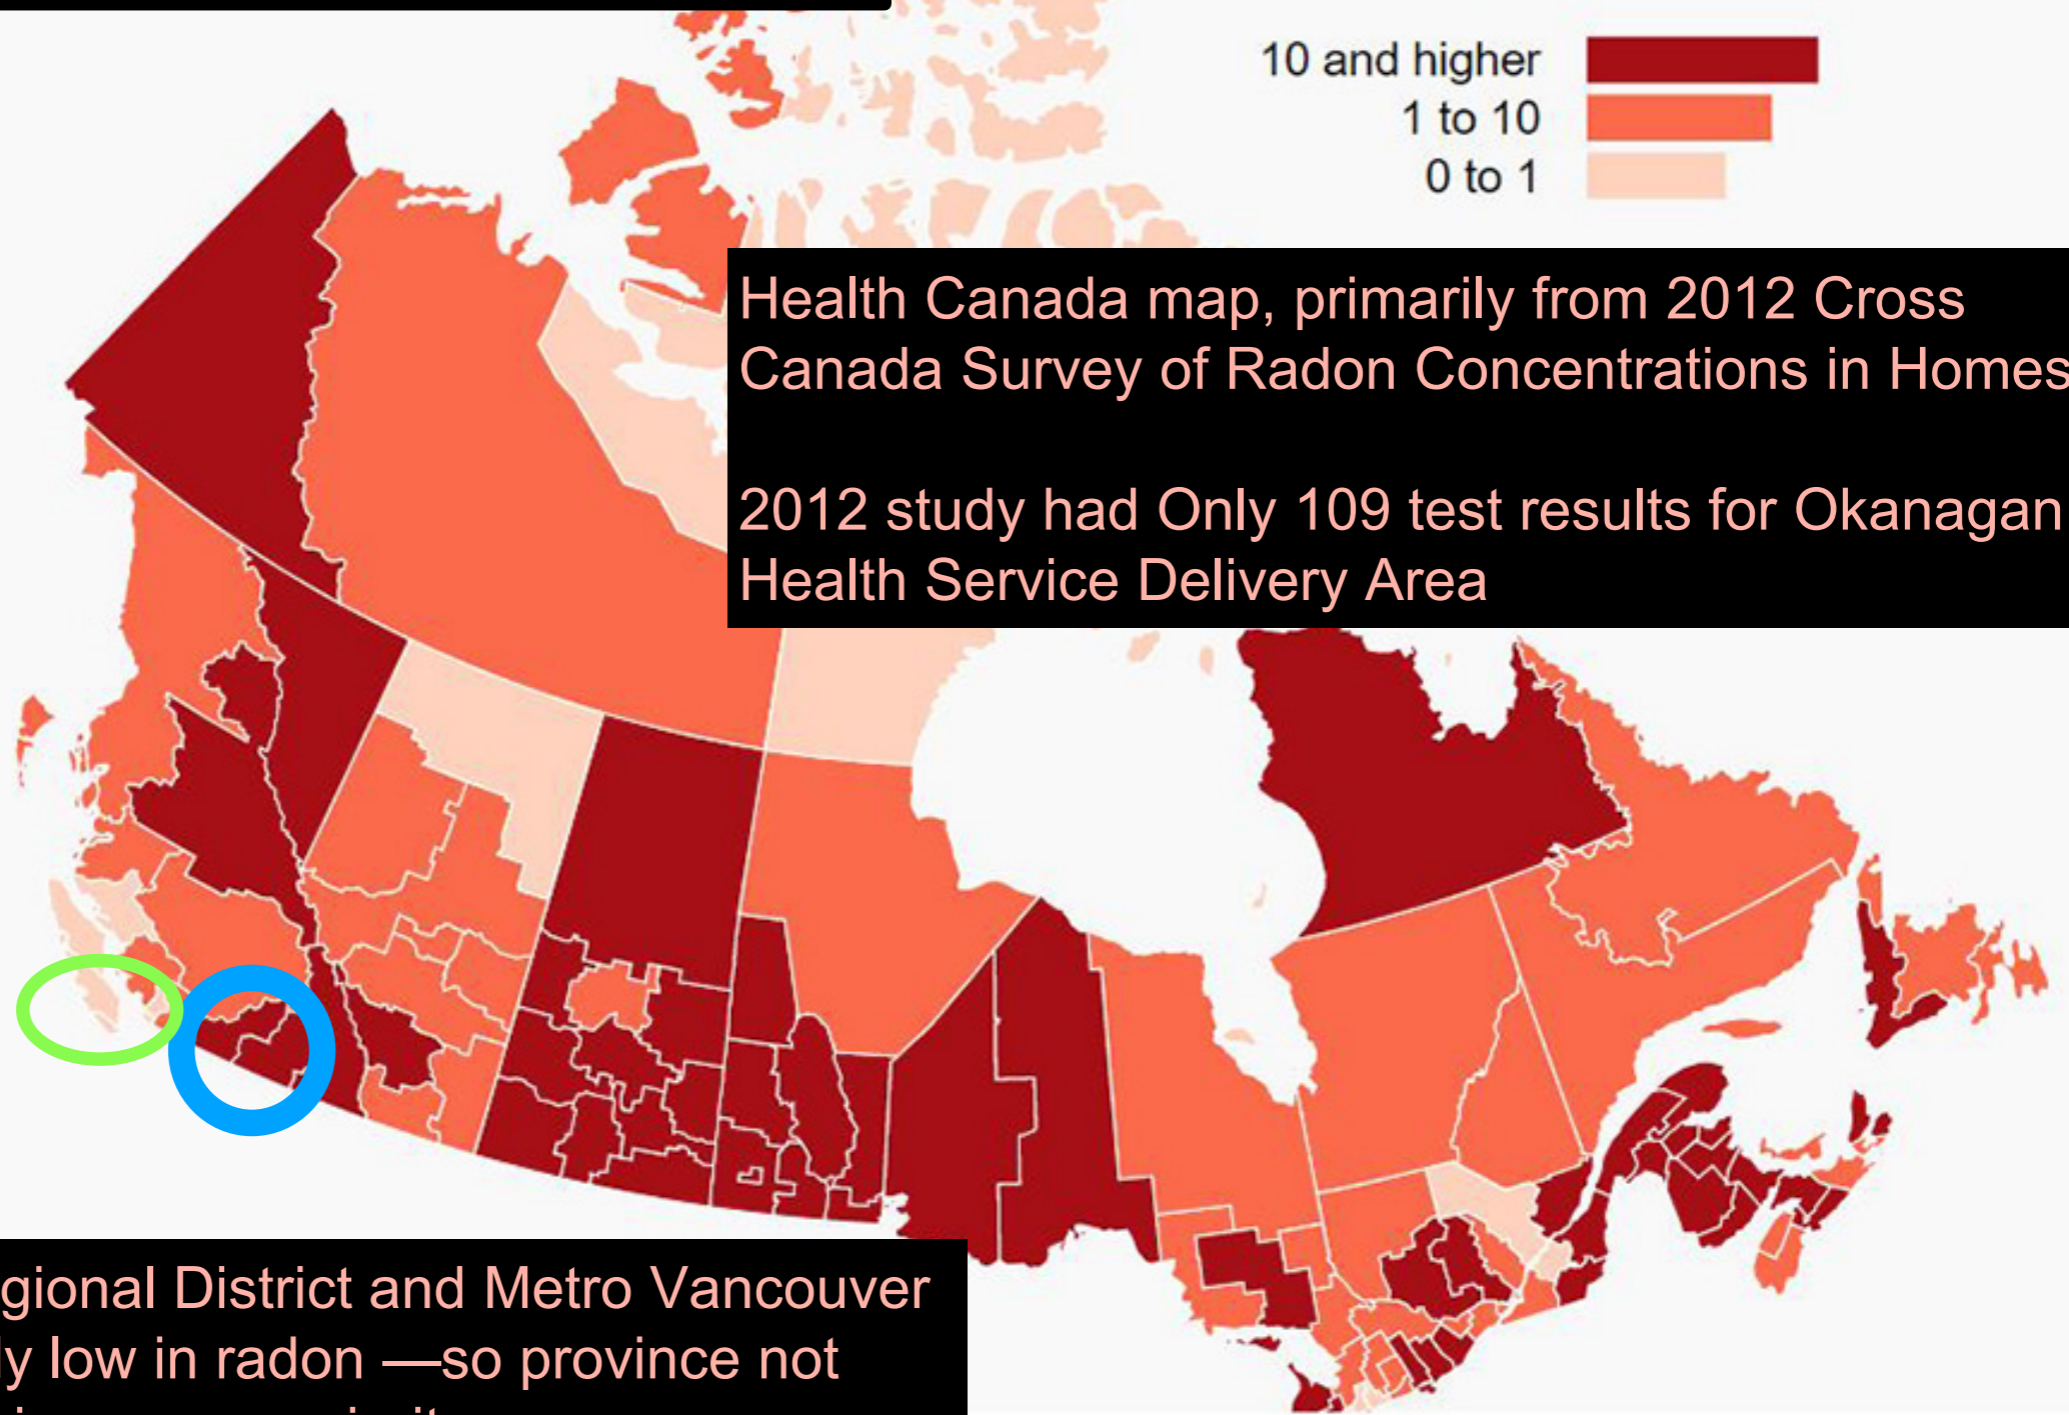 10 and higher
1 to 10
0 to 1
Health Canada map, primarily from 2012 Cross
Canada Survey of Radon Concentrations in Homes
2012 study had Only 109 test results for Okanagan
Health Service Delivery Area
gional District and Metro Vancouver
ly low in radon —so province not